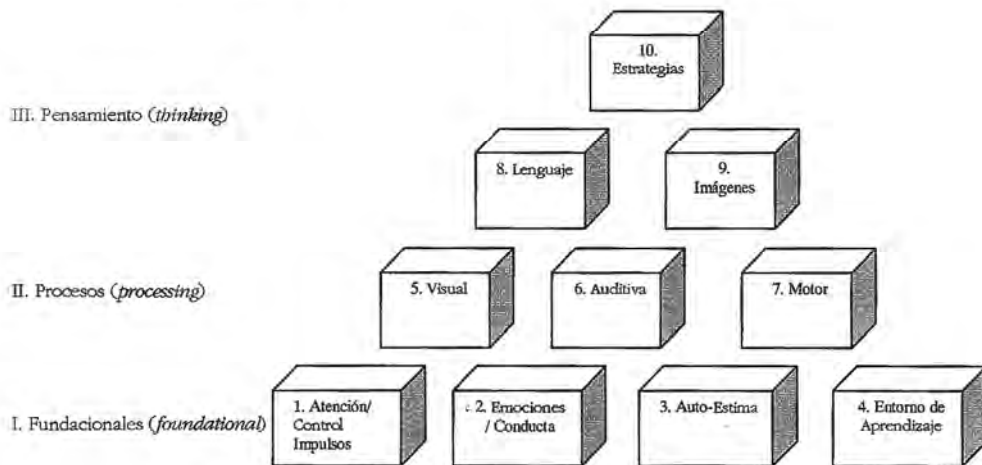 10.
Estrategias
III. Pensamiento (thinking)
8. Lenguaje
9.
Imágenes
II. Procesos (processing)
5. Visual
6. Auditiva
7. Motor
I. Fundacionales (foundational)
1. Atención/
Control
Impulsos
2. Emociones
/ Conducta
3. Auto-Estima
4. Entorno de
Aprendizaje